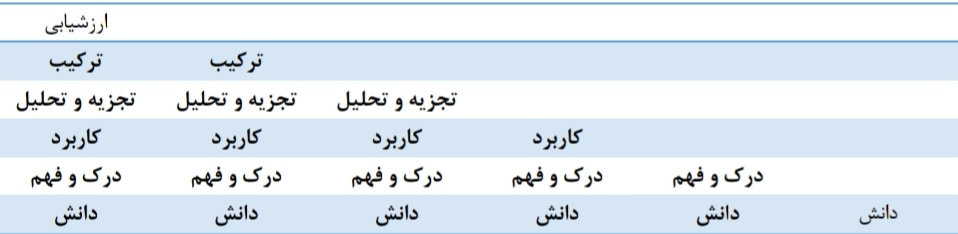 ارزشیابی
ترکیب ترکیب
تجزیه و تحلیل تجزیه و تحلیل تجزیه و تحلیل
کاربرد کاربرد کاربرد کاربرد
درک و فهم درک و فهم درک و فهم درک و فهم درک و فهم
دانش دانش دانش دانش دانش دانش